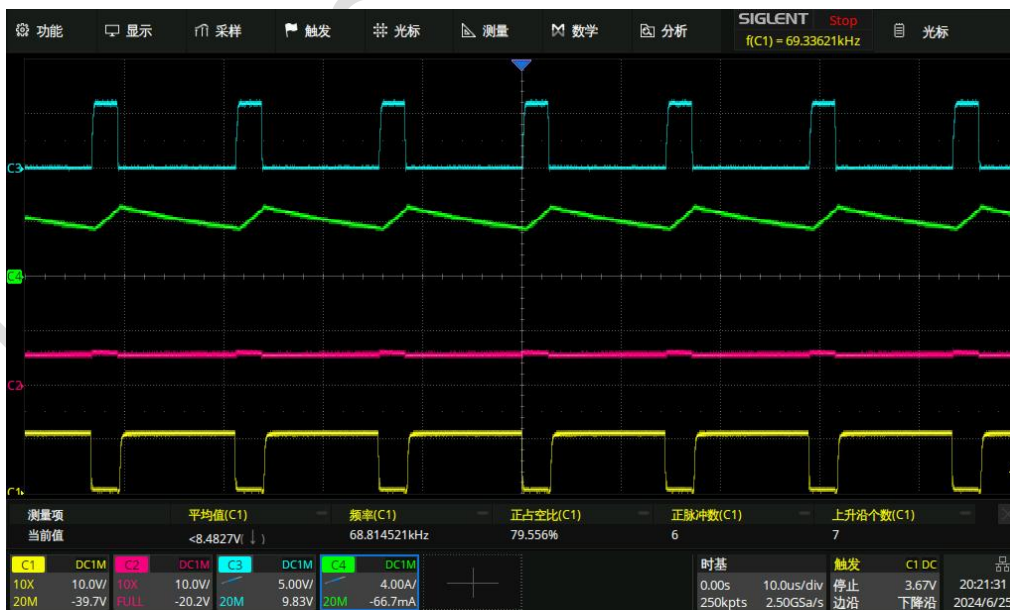 功能 显示 采样 触发 光标 测量 数学 分析 SIGLENT Stop 光标
f(C1) = 69.33621kHz
C3
C4
C2
C1
测量项 平均值(C1) 频率(C1) 正占空比(C1) 正脉冲数(C1) 上升沿个数(C1)
当前值 <8.4827V(↓) 68.814521kHz 79.556% 6 7
C1 DC1M C2 DC1M C3 DC1M C4 DC1M 时基 触发 C1 DC
10X 10.0V/ 10X 10.0V/ 5.00V/ 4.00A/ 0.00s 10.0us/div 停止 3.67V 20:21:31
20M -39.7V FULL -20.2V 20M 9.83V 20M -66.7mA 250kpts 2.50GSa/s 边沿 下降沿 2024/6/25